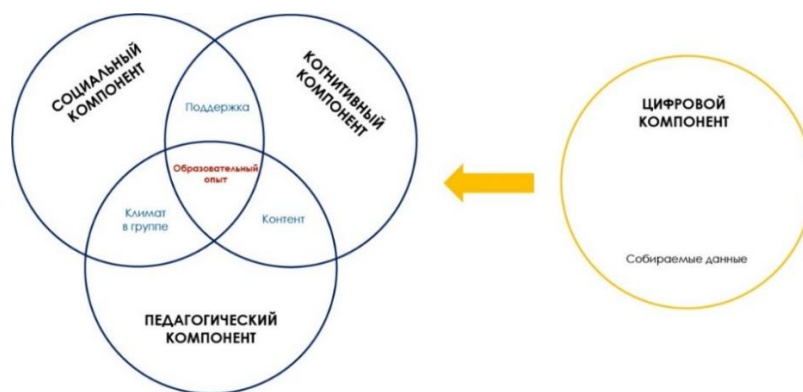 СОЦИАЛЬНЫЙ
КОМПОНЕНТ
КОГНИТИВНЫЙ
КОМПОНЕНТ
Поддержка
Образовательный
опыт
Климат
в группе
Контент
ПЕДАГОГИЧЕСКИЙ
КОМПОНЕНТ
ЦИФРОВОЙ
КОМПОНЕНТ
Собираемые данные